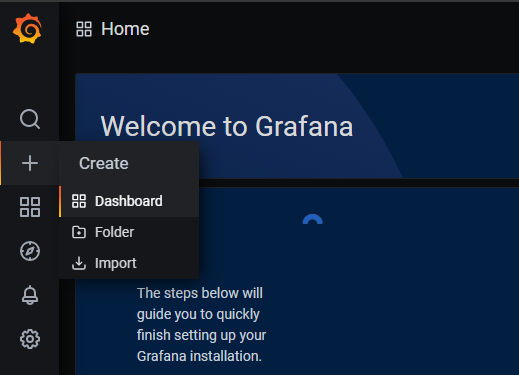 Home
Welcome to Grafana
Create
Dashboard
Folder
Import
The steps below will
guide you to quickly
finish setting up your
Grafana installation.